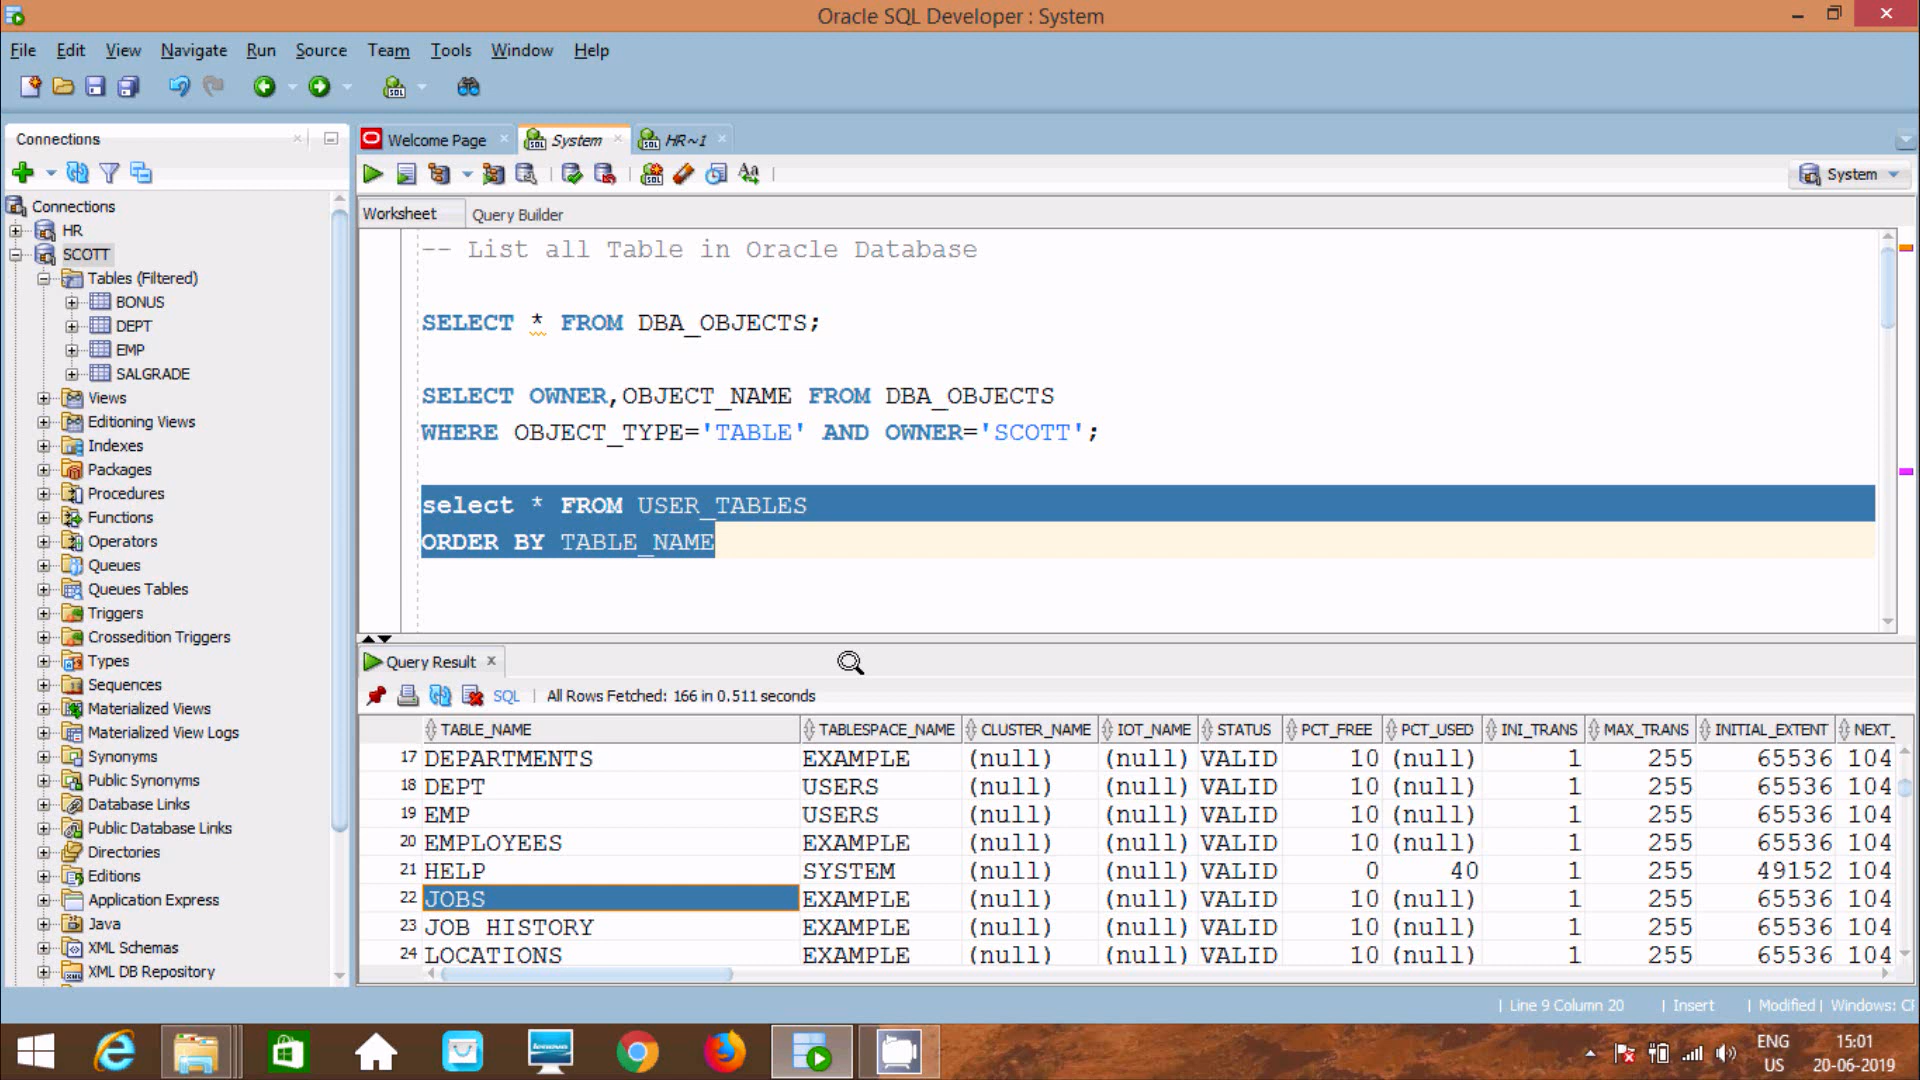 Oracle SQL Developer : System
File Edit View Navigate Run Source Team Tools Window Help
Connections
Welcome Page
System
HR~1
System
Worksheet
Query Builder
Connections
HR
SCOTT
Tables (Filtered)
BONUS
DEPT
EMP
SALGRADE
Views
Editioning Views
Indexes
Packages
Procedures
Functions
Operators
Queues
Queues Tables
Triggers
Crossedition Triggers
Types
Sequences
Materialized Views
Materialized View Logs
Synonyms
Public Synonyms
Database Links
Public Database Links
Directories
Editions
Application Express
Java
XML Schemas
XML DB Repository
-- List all Table in Oracle Database
SELECT * FROM DBA_OBJECTS;
SELECT OWNER,OBJECT_NAME FROM DBA_OBJECTS
WHERE OBJECT_TYPE='TABLE' AND OWNER='SCOTT';
select * FROM USER_TABLES
ORDER BY TABLE_NAME
Query Result
SQL | All Rows Fetched: 166 in 0.511 seconds
TABLE_NAME TABLESPACE_NAME CLUSTER_NAME IOT_NAME STATUS PCT_FREE PCT_USED INI_TRANS MAX_TRANS INITIAL_EXTENT NEXT_
17 DEPARTMENTS EXAMPLE (null) (null) VALID 10 (null) 1 255 65536 104
18 DEPT USERS (null) (null) VALID 10 (null) 1 255 65536 104
19 EMP USERS (null) (null) VALID 10 (null) 1 255 65536 104
20 EMPLOYEES EXAMPLE (null) (null) VALID 10 (null) 1 255 65536 104
21 HELP SYSTEM (null) (null) VALID 0 40 1 255 49152 104
22 JOBS EXAMPLE (null) (null) VALID 10 (null) 1 255 65536 104
23 JOB HISTORY EXAMPLE (null) (null) VALID 10 (null) 1 255 65536 104
24 LOCATIONS EXAMPLE (null) (null) VALID 10 (null) 1 255 65536 104
| Line 9 Column 20 | Insert | Modified | Windows: CF
ENG 15:01
US 20-06-2019